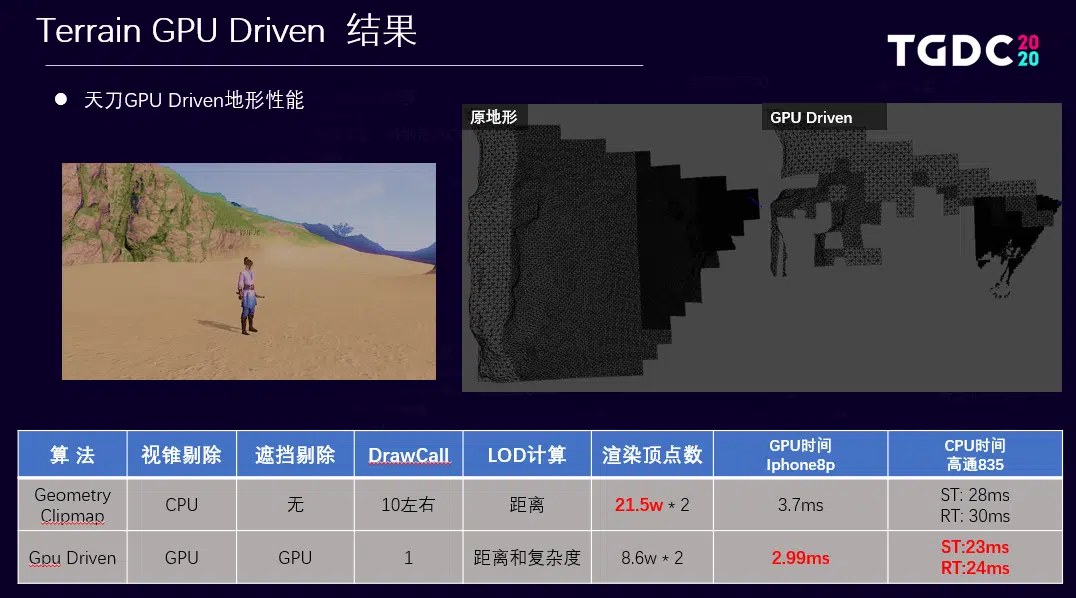 Terrain GPU Driven 结果
TGDC 2020
天刀GPU Driven地形性能
原地形
GPU Driven
算 法
视锥剔除
遮挡剔除
DrawCall
LOD计算
渲染顶点数
GPU时间
Iphone8p
CPU时间
高通835
Geometry
Clipmap
CPU
无
10左右
距离
21.5w * 2
3.7ms
ST: 28ms
RT: 30ms
Gpu Driven
GPU
GPU
1
距离和复杂度
8.6w * 2
2.99ms
ST:23ms
RT:24ms